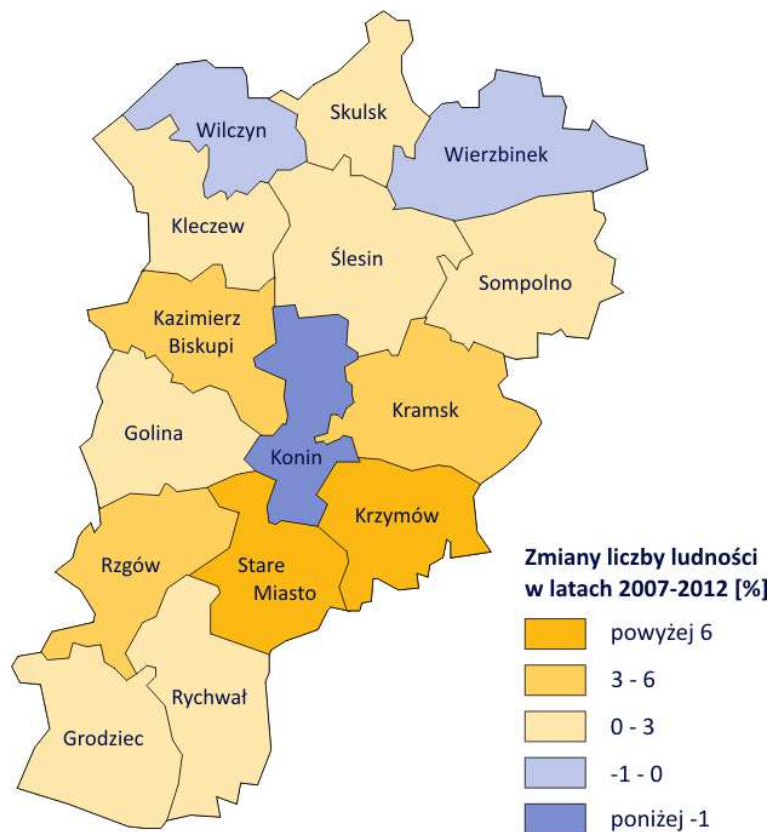 Skulsk
Wilczyn
Wierzbinek
Kleczew
Ślesin
Sompolno
Kazimierz
Biskupi
Kramsk
Golina
Konin
Krzymów
Rzgów
Stare
Miasto
Rychwał
Grodziec
Zmiany liczby ludności
w latach 2007-2012 [%]
powyżej 6
3 - 6
0 - 3
-1 - 0
poniżej -1